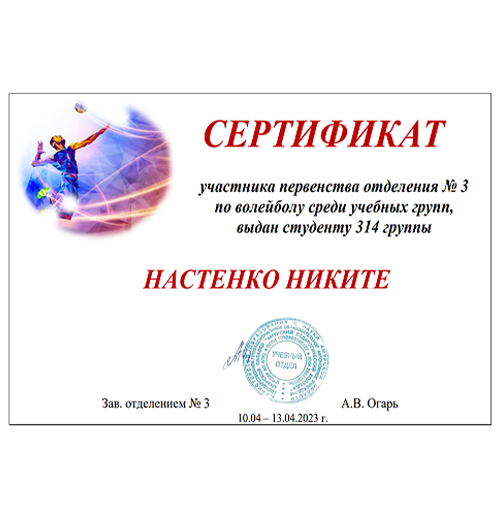 СЕРТИФИКАТ
участника первенства отделения № 3
по волейболу среди учебных групп,
выдан студенту 314 группы
НАСТЕНКО НИКИТЕ
УЧЕБНЫЙ
ОТДЕЛ
Зав. отделением № 3 А.В. Огарь
10.04 – 13.04.2023 г.